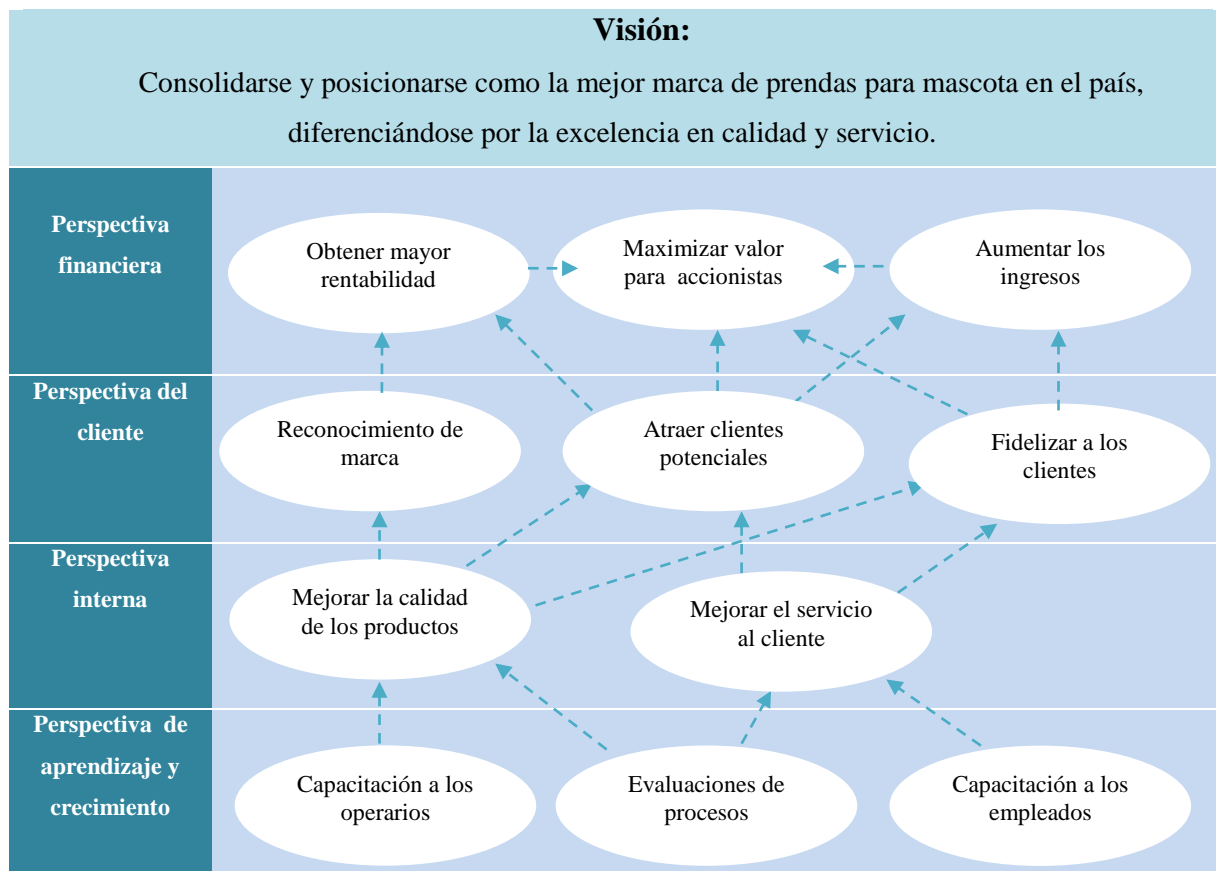 Visión:
Consolidarse y posicionarse como la mejor marca de prendas para mascota en el país,
diferenciándose por la excelencia en calidad y servicio.
Perspectiva
financiera
Obtener mayor
rentabilidad
Maximizar valor
para accionistas
Aumentar los
ingresos
Perspectiva del
cliente
Reconocimiento de
marca
Atraer clientes
potenciales
Fidelizar a los
clientes
Perspectiva
interna
Mejorar la calidad
de los productos
Mejorar el servicio
al cliente
Perspectiva de
aprendizaje y
crecimiento
Capacitación a los
operarios
Evaluaciones de
procesos
Capacitación a los
empleados